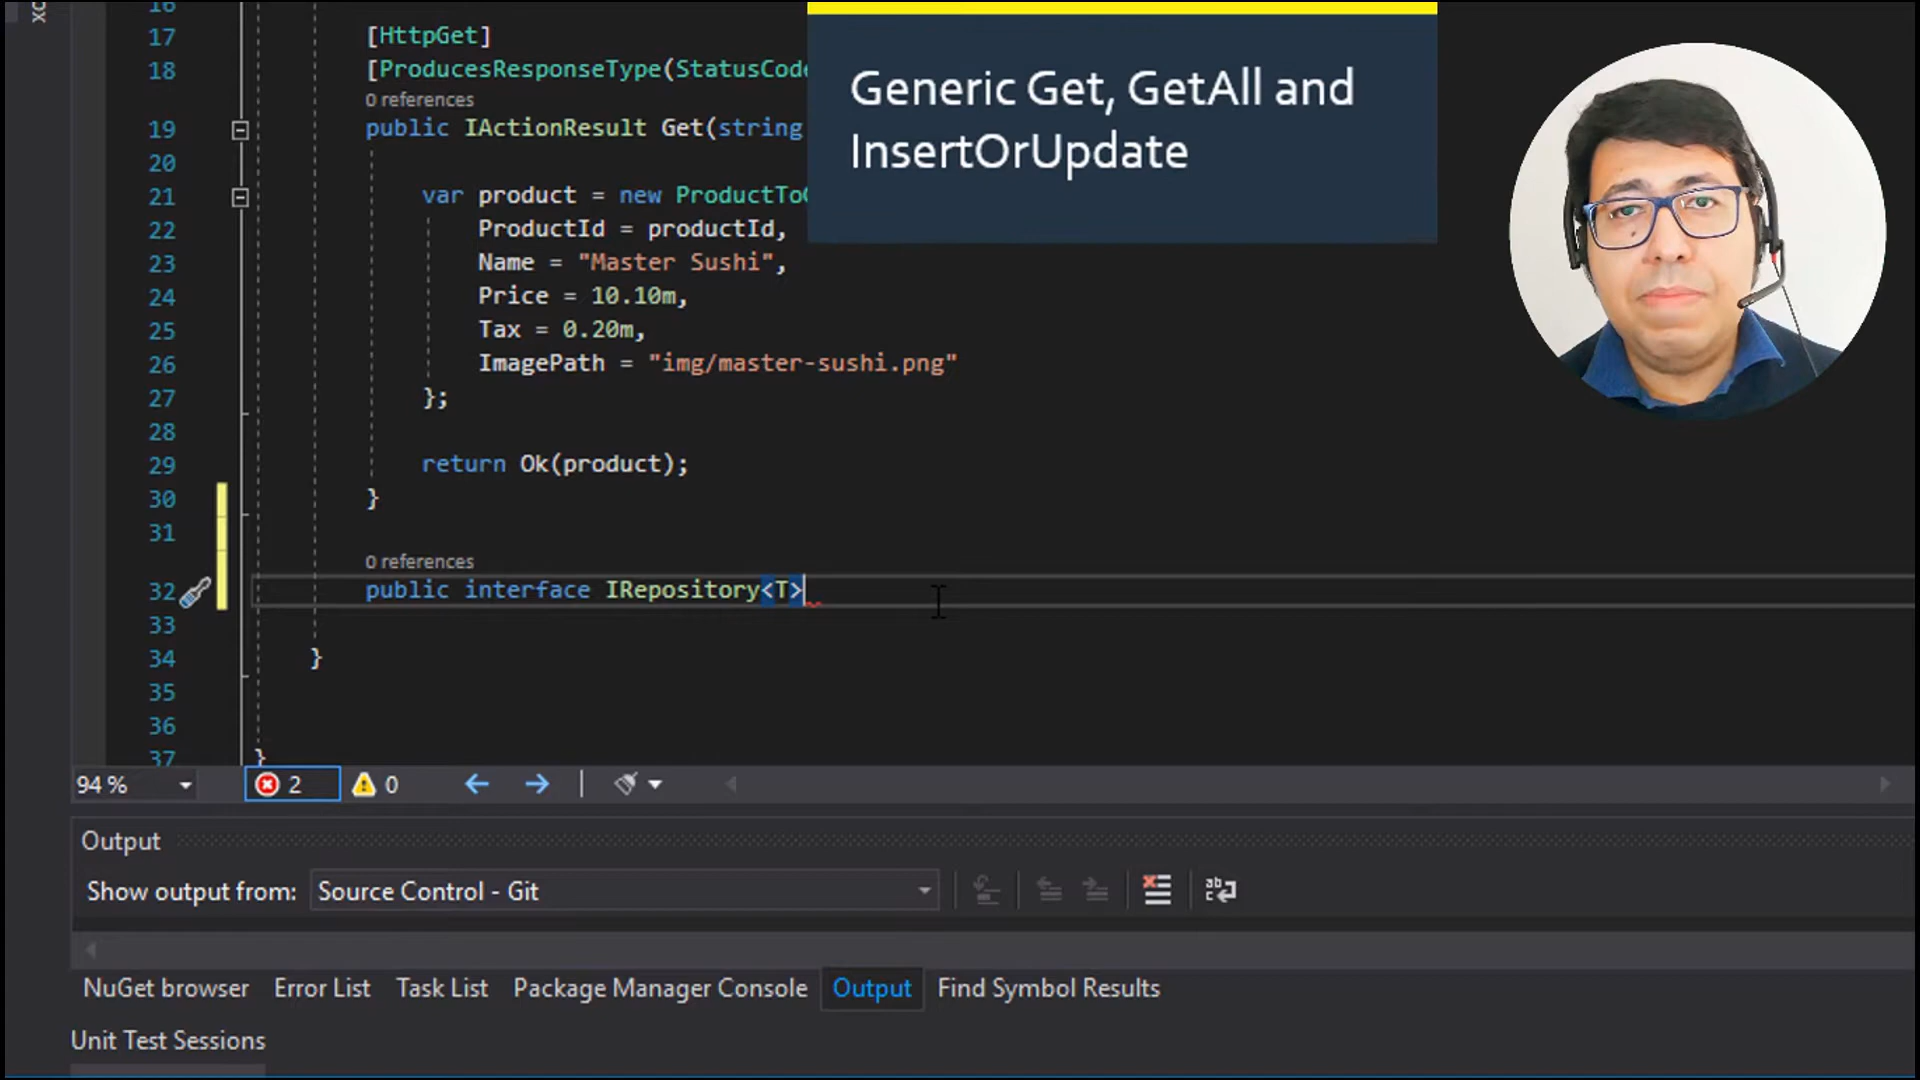 16
17 [HttpGet]
18 [ProducesResponseType(StatusCode
0 references
19 public IActionResult Get(string
20
21 var product = new ProductTo
22 ProductId = productId,
23 Name = "Master Sushi",
24 Price = 10.10m,
25 Tax = 0.20m,
26 ImagePath = "img/master-sushi.png"
27 };
28
29 return Ok(product);
30 }
31
0 references
32 public interface IRepository<T>
33
34 }
35
36
37 }
Generic Get, GetAll and
InsertOrUpdate
94 % 2 0
Output
Show output from: Source Control - Git
NuGet browser Error List Task List Package Manager Console Output Find Symbol Results
Unit Test Sessions